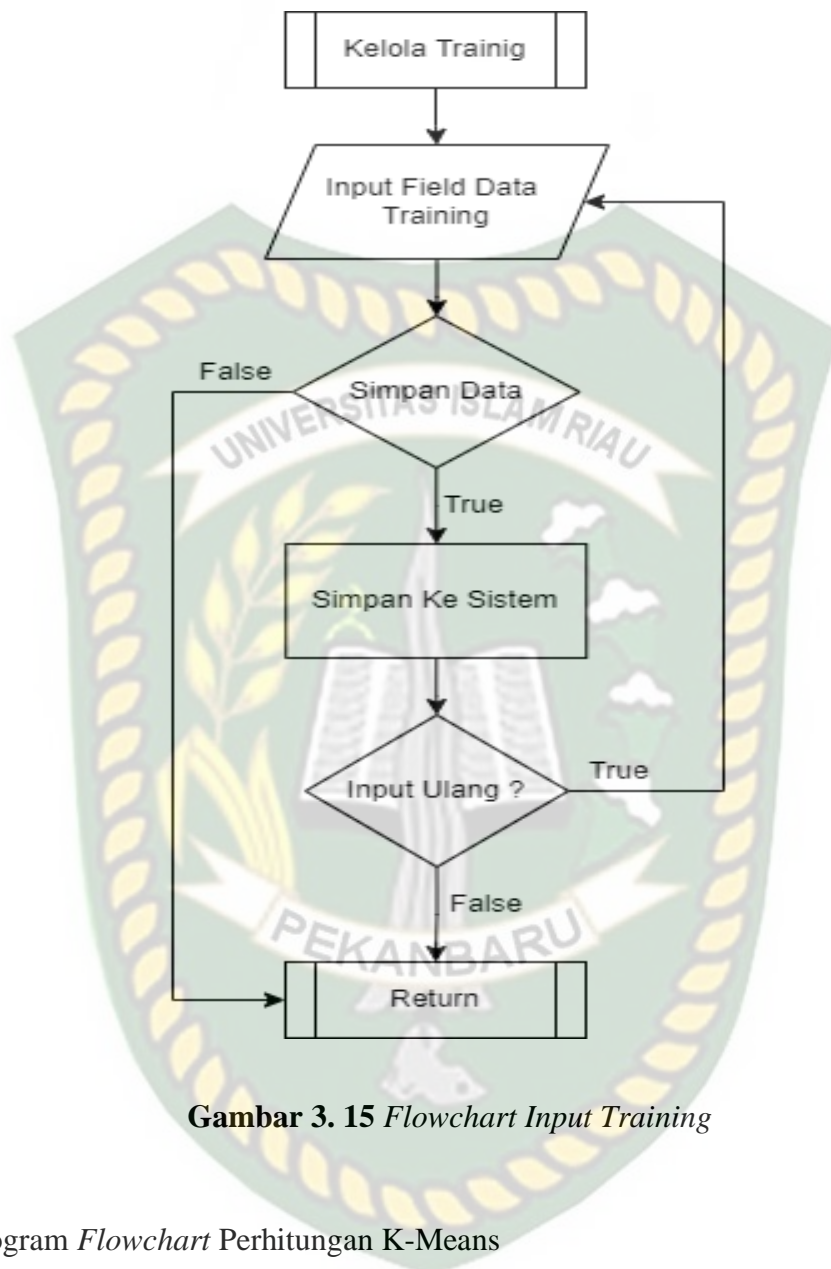 Kelola Trainig
Input Field Data
Training
False
Simpan Data
UNIVERSITAS ISLAM RIAU
True
Simpan Ke Sistem
Input Ulang ?
True
False
PEKANBARU
Return
Gambar 3. 15 Flowchart Input Training
ogram Flowchart Perhitungan K-Means